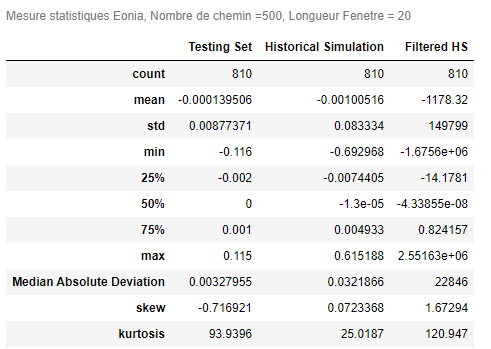 Mesure statistiques Eonia, Nombre de chemin =500, Longueur Fenetre = 20
Testing Set Historical Simulation Filtered HS
count 810 810 810
mean -0.000139506 -0.00100516 -1178.32
std 0.00877371 0.083334 149799
min -0.116 -0.692968 -1.6756e+06
25% -0.002 -0.0074405 -14.1781
50% 0 -1.3e-05 -4.33855e-08
75% 0.001 0.004933 0.824157
max 0.115 0.615188 2.55163e+06
Median Absolute Deviation 0.00327955 0.0321866 22846
skew -0.716921 0.0723368 1.67294
kurtosis 93.9396 25.0187 120.947